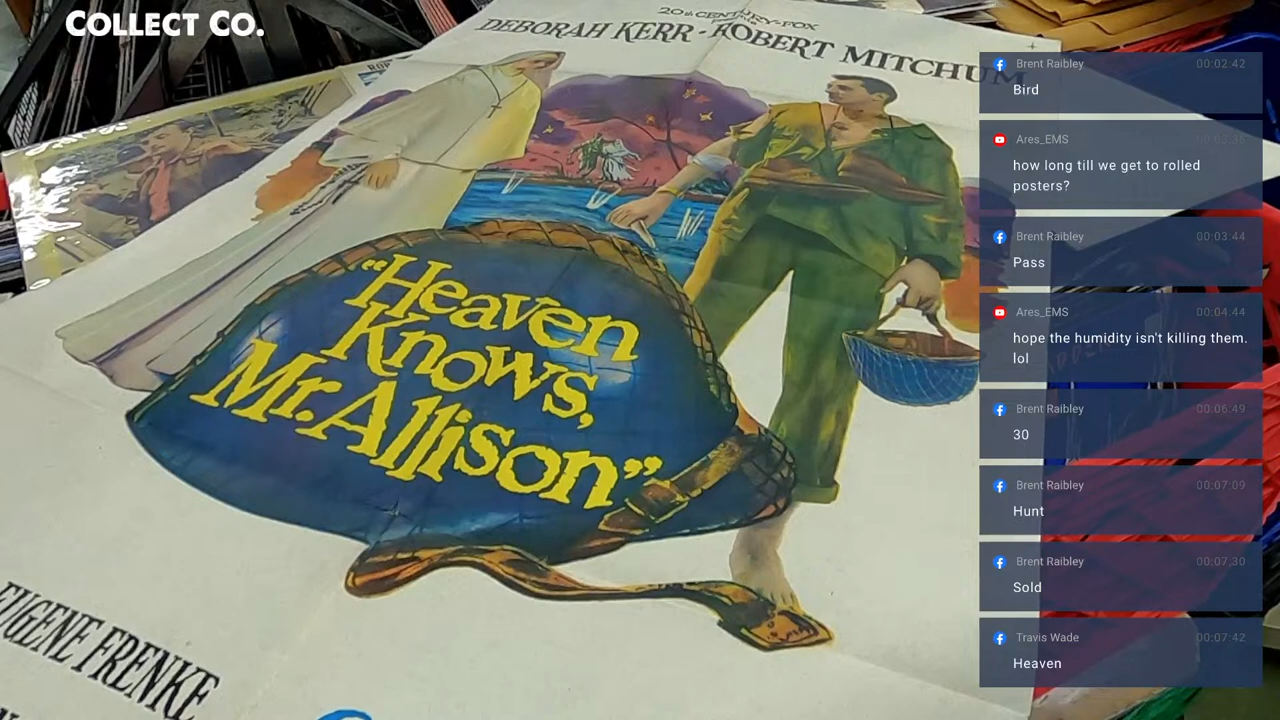 COLLECT CO.
20th CENTURY-FOX
DEBORAH KERR - ROBERT MITCHUM
"Heaven
Knows,
Mr. Allison"
EUGENE FRENKE
Brent Raibley 00:02:42
Bird
Ares_EMS
how long till we get to rolled
posters?
Brent Raibley 00:03:44
Pass
Ares_EMS 00:04:44
hope the humidity isn't killing them.
lol
Brent Raibley 00:06:49
30
Brent Raibley 00:07:09
Hunt
Brent Raibley 00:07:30
Sold
Travis Wade 00:07:42
Heaven